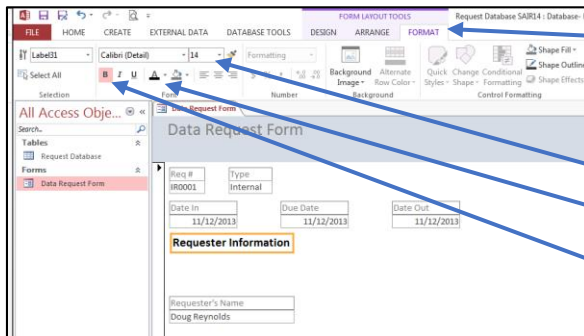 FORM LAYOUT TOOLS
Request Database SAIR14 : Database-
FILE HOME CREATE EXTERNAL DATA DATABASE TOOLS DESIGN ARRANGE FORMAT
Label31
Calibri (Detail) 14
Formatting
Shape Fill
Select All
B I U A
Background Image
Alternate Row Color
Quick Styles
Change Shape
Conditional Formatting
Shape Outline
Shape Effects
Selection
Font
Number
Background
Control Formatting
All Access Obje...
Data Request Form
Search..
Tables
Request Database
Forms
Data Request Form
Data Request Form
Req # Type
IR0001 Internal
Date In Due Date Date Out
11/12/2013 11/12/2013 11/12/2013
Requester Information
Requester's Name
Doug Reynolds